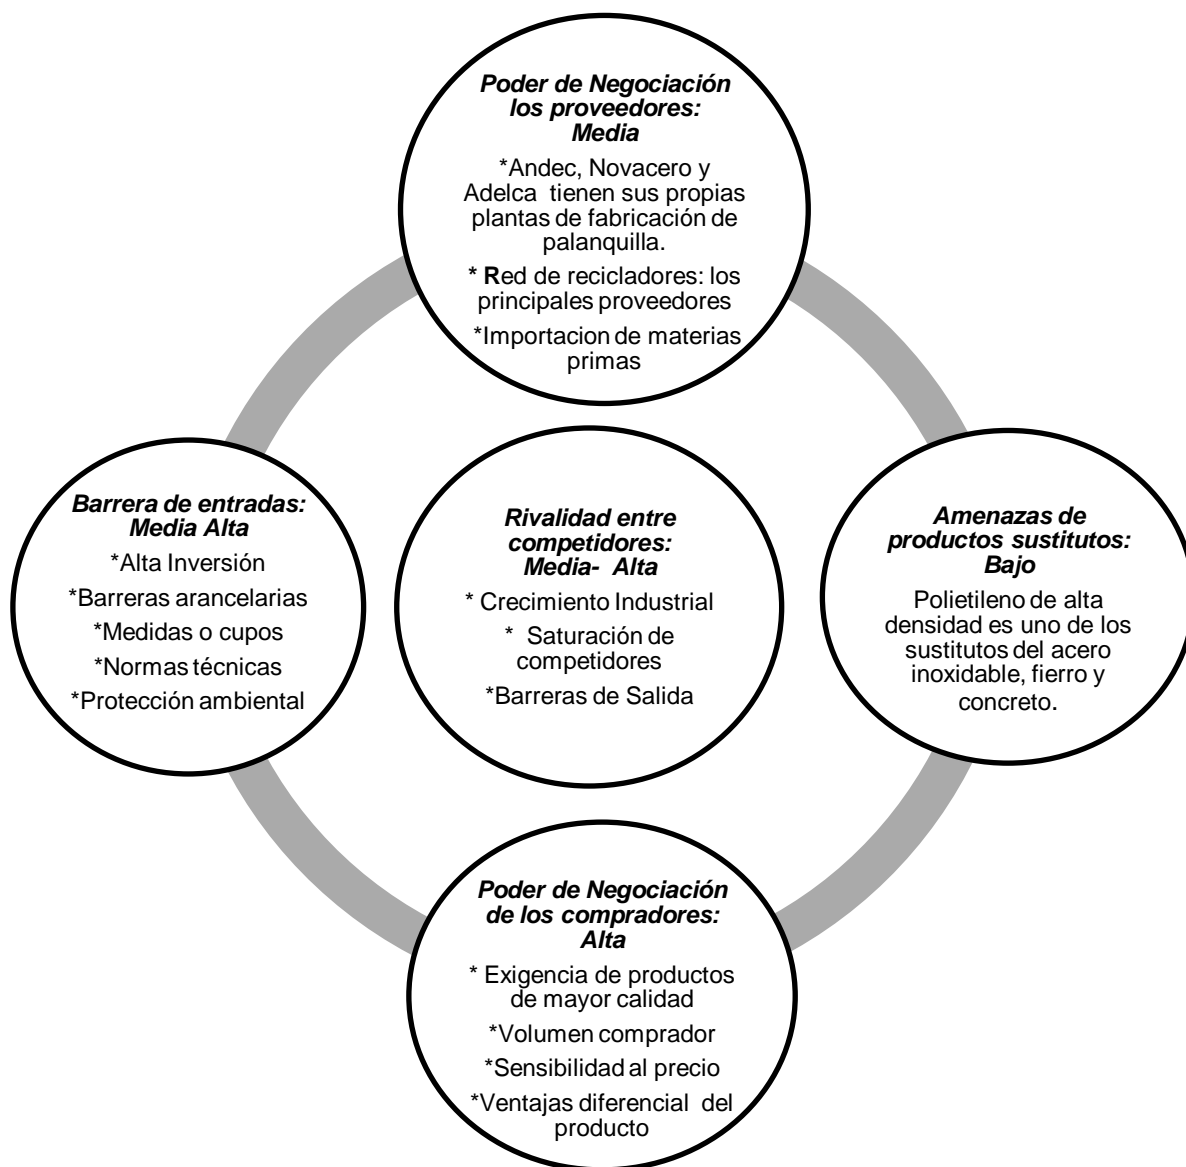 Poder de Negociación
los proveedores:
Media
*Andec, Novacero y
Adelca tienen sus propias
plantas de fabricación de
palanquilla.
* Red de recicladores: los
principales proveedores
*Importacion de materias
primas
Barrera de entradas:
Media Alta
*Alta Inversión
*Barreras arancelarias
*Medidas o cupos
*Normas técnicas
*Protección ambiental
Rivalidad entre
competidores:
Media- Alta
* Crecimiento Industrial
* Saturación de
competidores
*Barreras de Salida
Amenazas de
productos sustitutos:
Bajo
Polietileno de alta
densidad es uno de los
sustitutos del acero
inoxidable, fierro y
concreto.
Poder de Negociación
de los compradores:
Alta
* Exigencia de productos
de mayor calidad
*Volumen comprador
*Sensibilidad al precio
*Ventajas diferencial del
producto